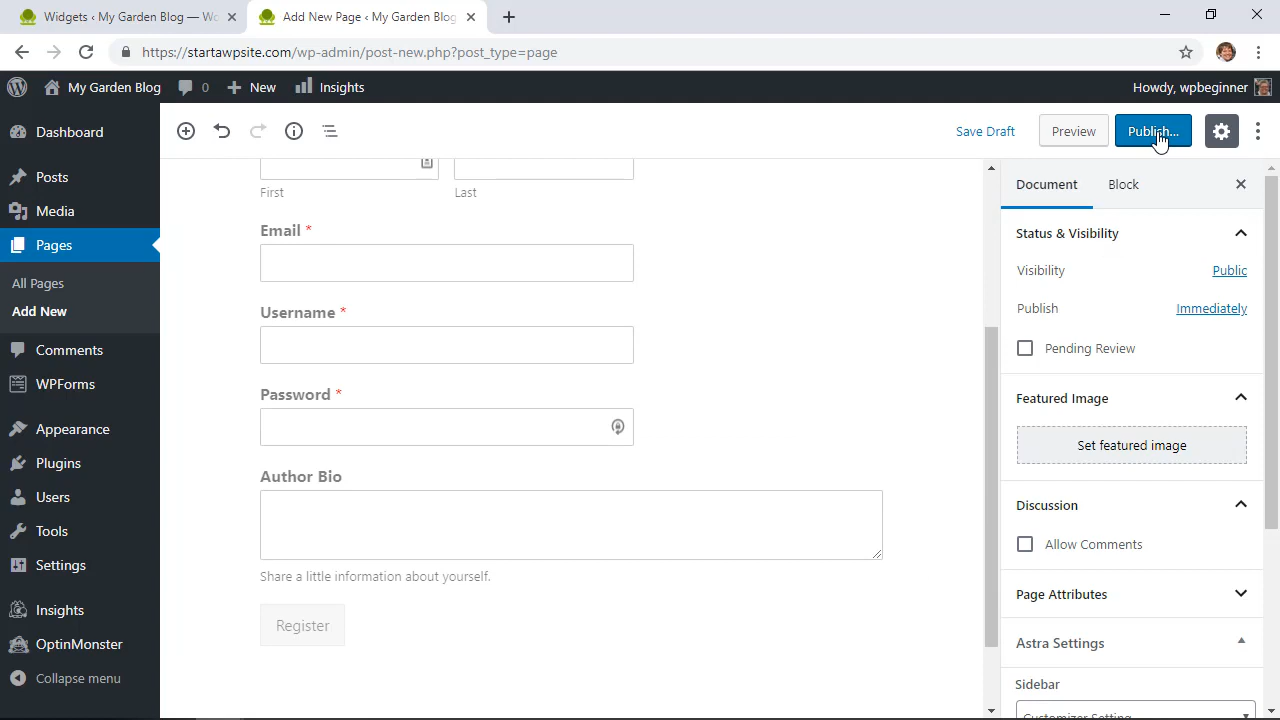 Widgets ‹ My Garden Blog — Wo
Add New Page ‹ My Garden Blog
https://startawpsite.com/wp-admin/post-new.php?post_type=page
My Garden Blog
0
New
Insights
Howdy, wpbeginner
Dashboard
Posts
Media
Pages
All Pages
Add New
Comments
WPForms
Appearance
Plugins
Users
Tools
Settings
Insights
OptinMonster
Collapse menu
Save Draft
Preview
Publish...
First
Last
Email *
Username *
Password *
Author Bio
Share a little information about yourself.
Register
Document
Block
Status & Visibility
Visibility
Public
Publish
Immediately
Pending Review
Featured Image
Set featured image
Discussion
Allow Comments
Page Attributes
Astra Settings
Sidebar
Customizer Setting